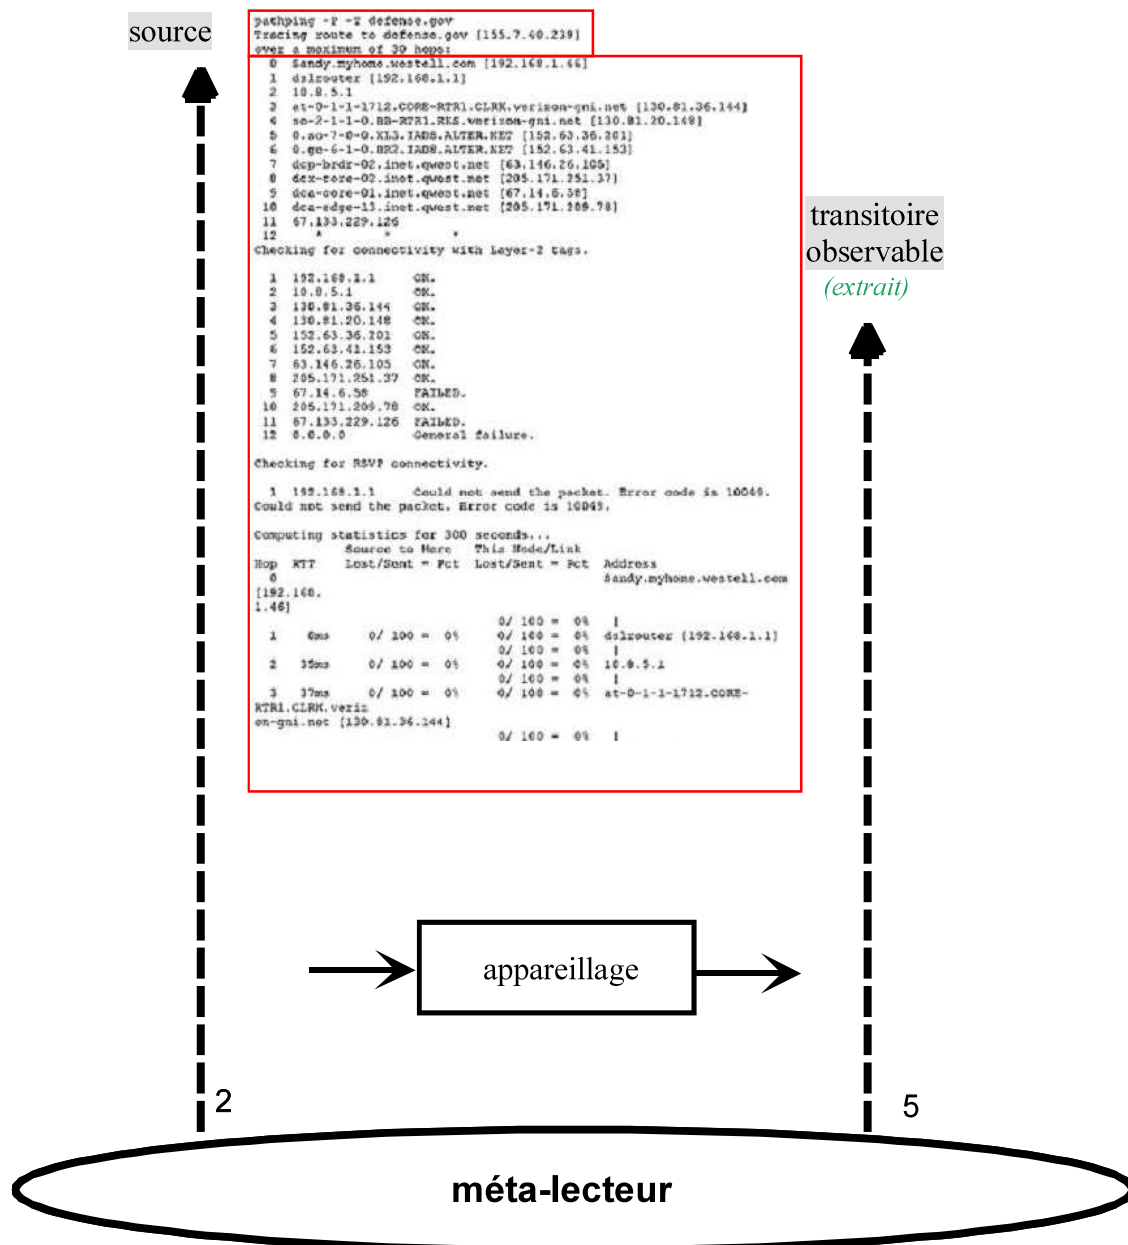 source
pathping -P -T defense.gov
Tracing route to defense.gov [155.7.40.239]
over a maximum of 30 hops:
0 Sandy.myhome.westell.com [192.168.1.46]
1 dslrouter [192.168.1.1]
2 10.8.5.1
3 at-0-1-1-1712.CORE-RTR1.CLRK.verizon-gni.net [130.81.36.144]
4 so-2-1-1-0.BB-RTR1.RES.verizon-gni.net [130.81.20.148]
5 0.so-7-0-0.XL3.IAD8.ALTER.NET [152.63.36.201]
6 0.ge-6-1-0.BR2.IAD8.ALTER.NET [152.63.41.153]
7 dcp-brdr-02.inet.qwest.net [63.146.26.105]
8 dcx-core-02.inet.qwest.net [205.171.251.37]
9 dca-core-01.inet.qwest.net [67.14.6.58]
10 dca-edge-13.inet.qwest.net [205.171.209.78]
11 67.133.229.126
12 * * *
Checking for connectivity with Layer-2 tags.
1 192.168.1.1 OK.
2 10.8.5.1 OK.
3 130.81.36.144 OK.
4 130.81.20.148 OK.
5 152.63.36.201 OK.
6 152.63.41.153 OK.
7 63.146.26.105 OK.
8 205.171.251.37 OK.
9 67.14.6.58 FAILED.
10 205.171.209.78 OK.
11 67.133.229.126 FAILED.
12 0.0.0.0 General failure.
Checking for RSVP connectivity.
1 192.168.1.1 Could not send the packet. Error code is 10049.
Could not send the packet. Error code is 10049.
Computing statistics for 300 seconds...
Source to Here This Node/Link
Hop RTT Lost/Sent = Pct Lost/Sent = Pct Address
0 Sandy.myhome.westell.com
[192.168.
1.46]
0/ 100 = 0% |
1 6ms 0/ 100 = 0% 0/ 100 = 0% dslrouter [192.168.1.1]
0/ 100 = 0% |
2 35ms 0/ 100 = 0% 0/ 100 = 0% 10.8.5.1
0/ 100 = 0% |
3 37ms 0/ 100 = 0% 0/ 100 = 0% at-0-1-1-1712.CORE-
RTR1.CLRK.veriz
on-gni.net [130.81.36.144]
0/ 100 = 0% |
transitoire
observable
(extrait)
appareillage
2
5
méta-lecteur